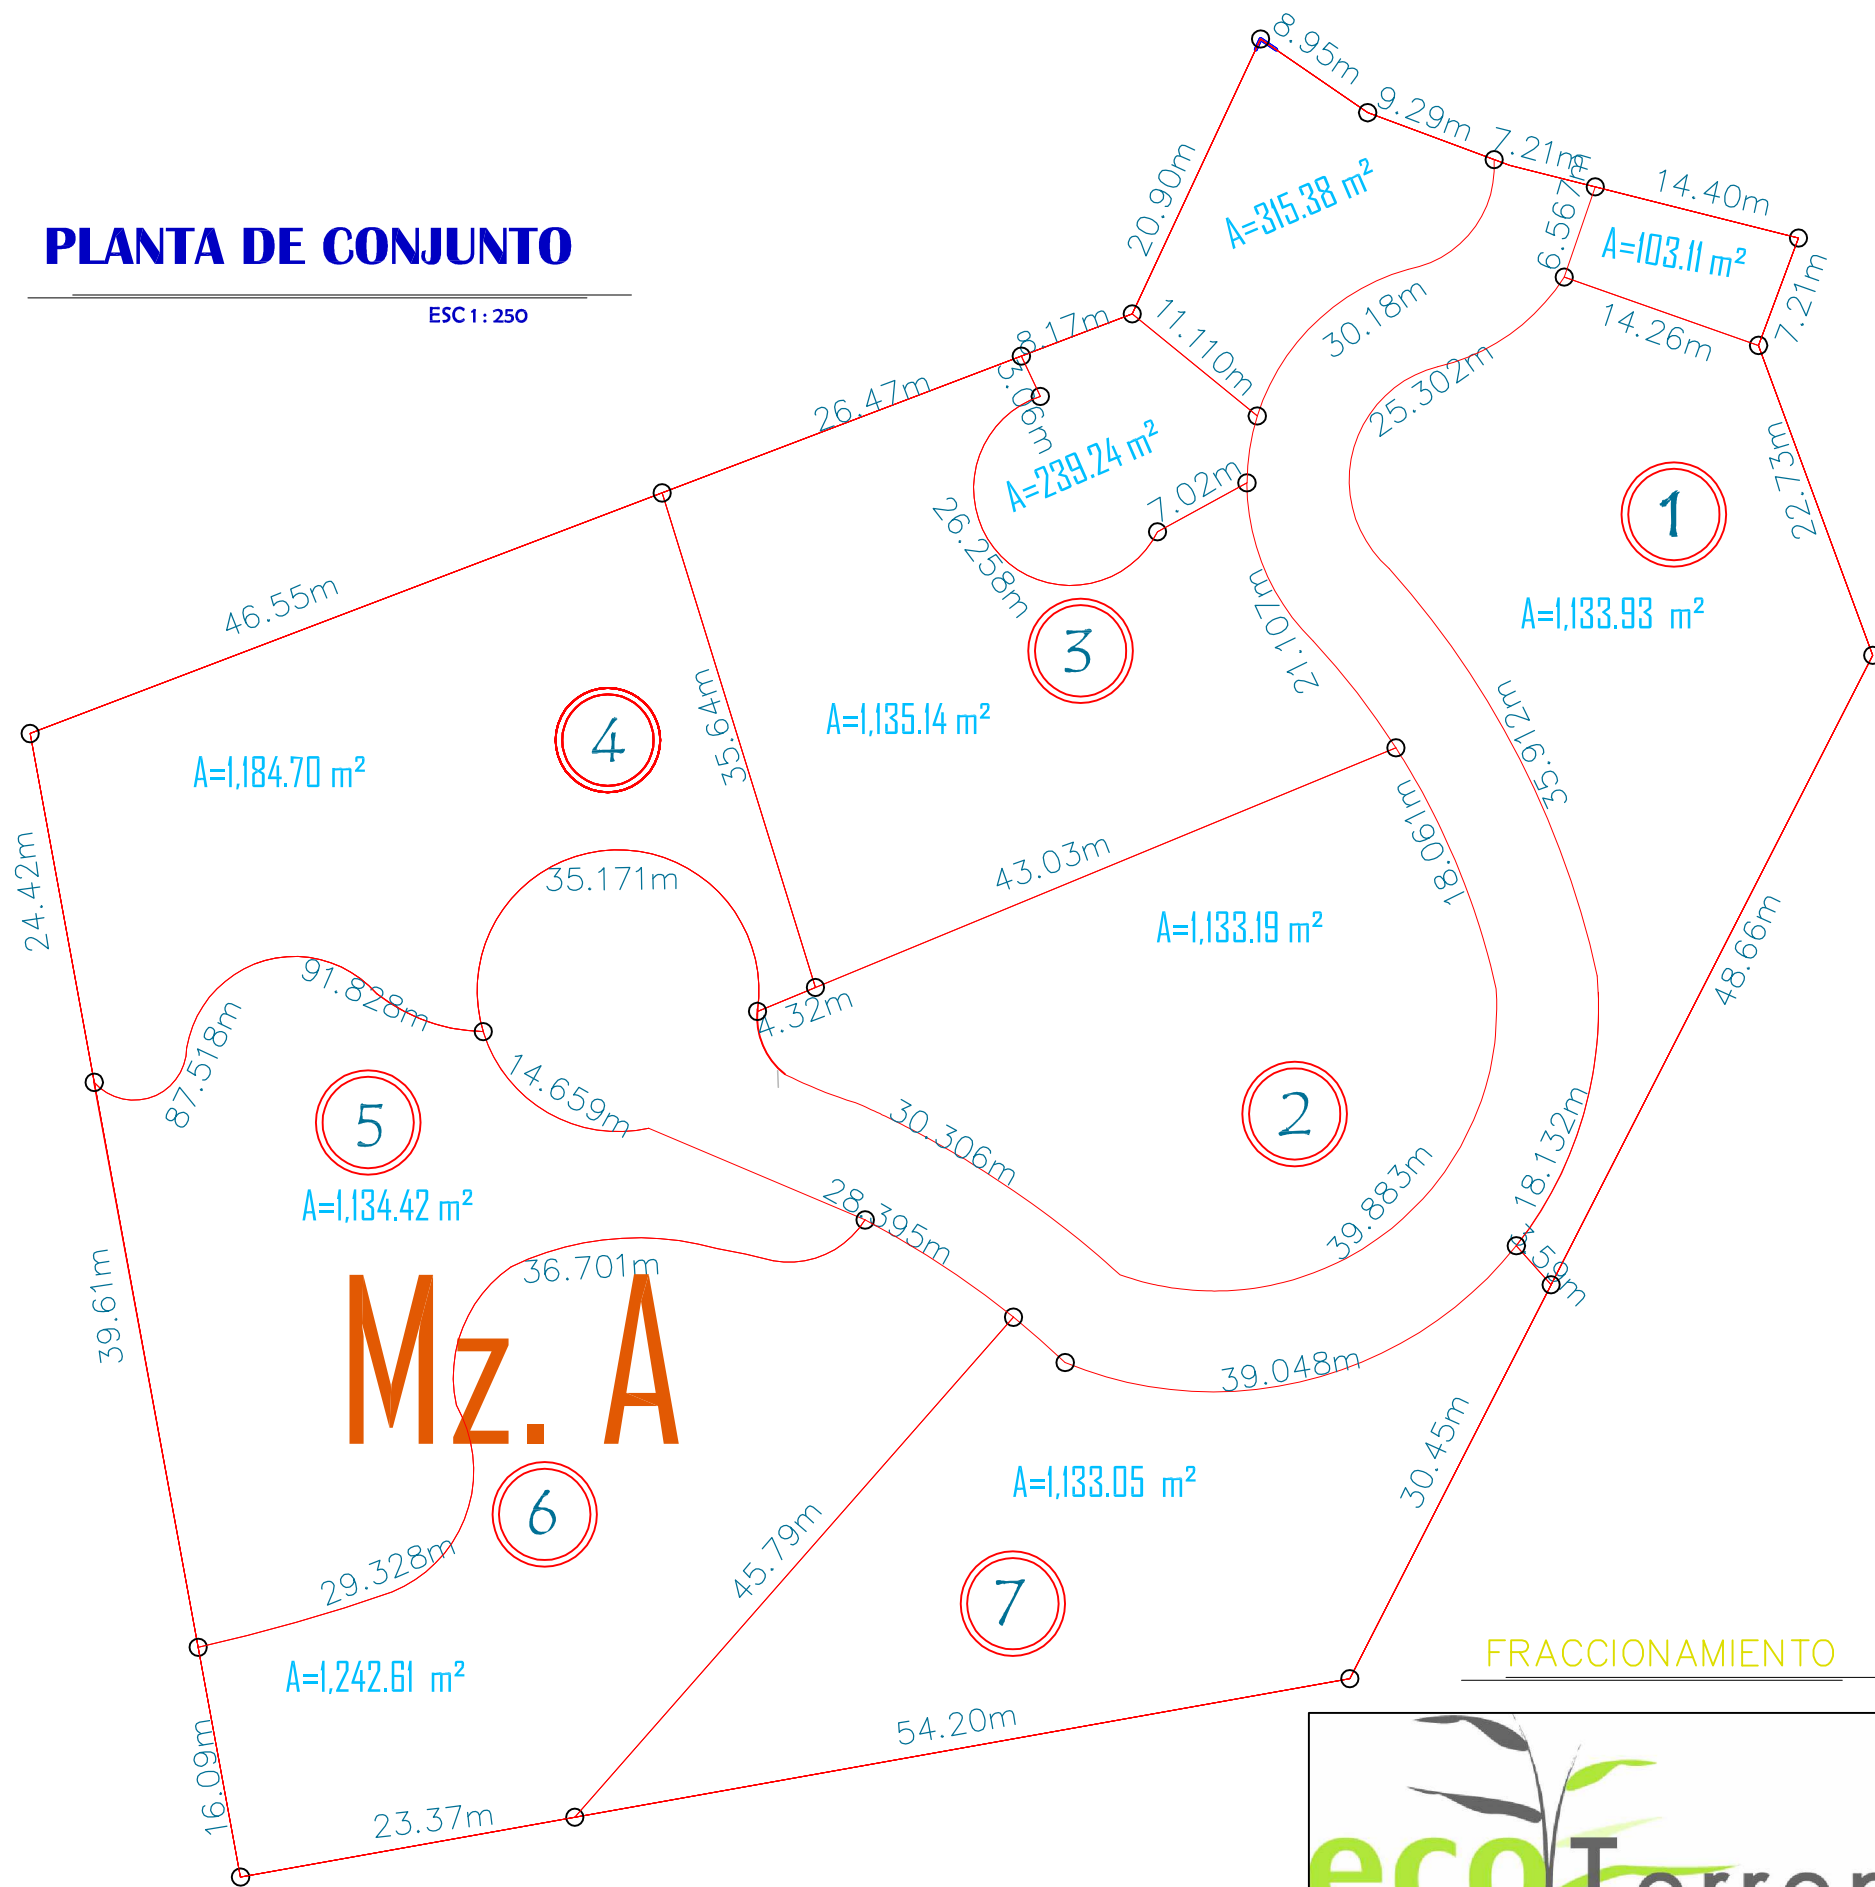 PLANTA DE CONJUNTO
ESC 1 : 250
8.95m
9.29m
7.21m
14.40m
6.567m
A=103.11 m²
7.21m
14.26m
20.90m
A=315.38 m²
30.18m
11.110m
8.17m
3.06m
26.47m
A=239.24 m²
7.02m
26.258m
25.302m
22.73m
1
A=1,133.93 m²
46.55m
21.107m
3
35.64m
A=1,135.14 m²
4
A=1,184.70 m²
35.912m
18.061m
43.03m
24.42m
35.171m
A=1,133.19 m²
48.66m
91.828m
4.32m
87.518m
14.659m
5
2
30.306m
18.132m
A=1,134.42 m²
28.395m
39.883m
36.701m
39.61m
Mz. A
39.048m
30.45m
A=1,133.05 m²
6
45.79m
29.328m
7
A=1,242.61 m²
FRACCIONAMIENTO
54.20m
16.09m
23.37m
eco